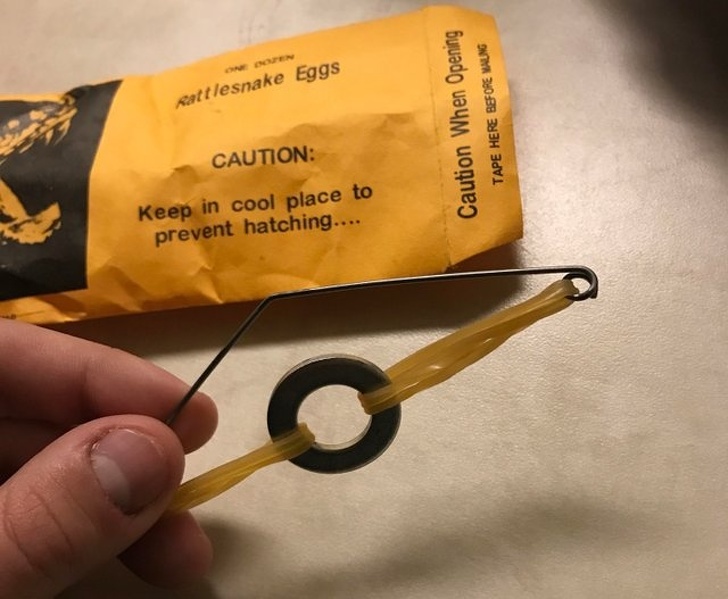 ONE DOZEN
Rattlesnake Eggs
CAUTION:
Keep in cool place to
prevent hatching....
Caution When Opening
TAPE HERE BEFORE MAILING